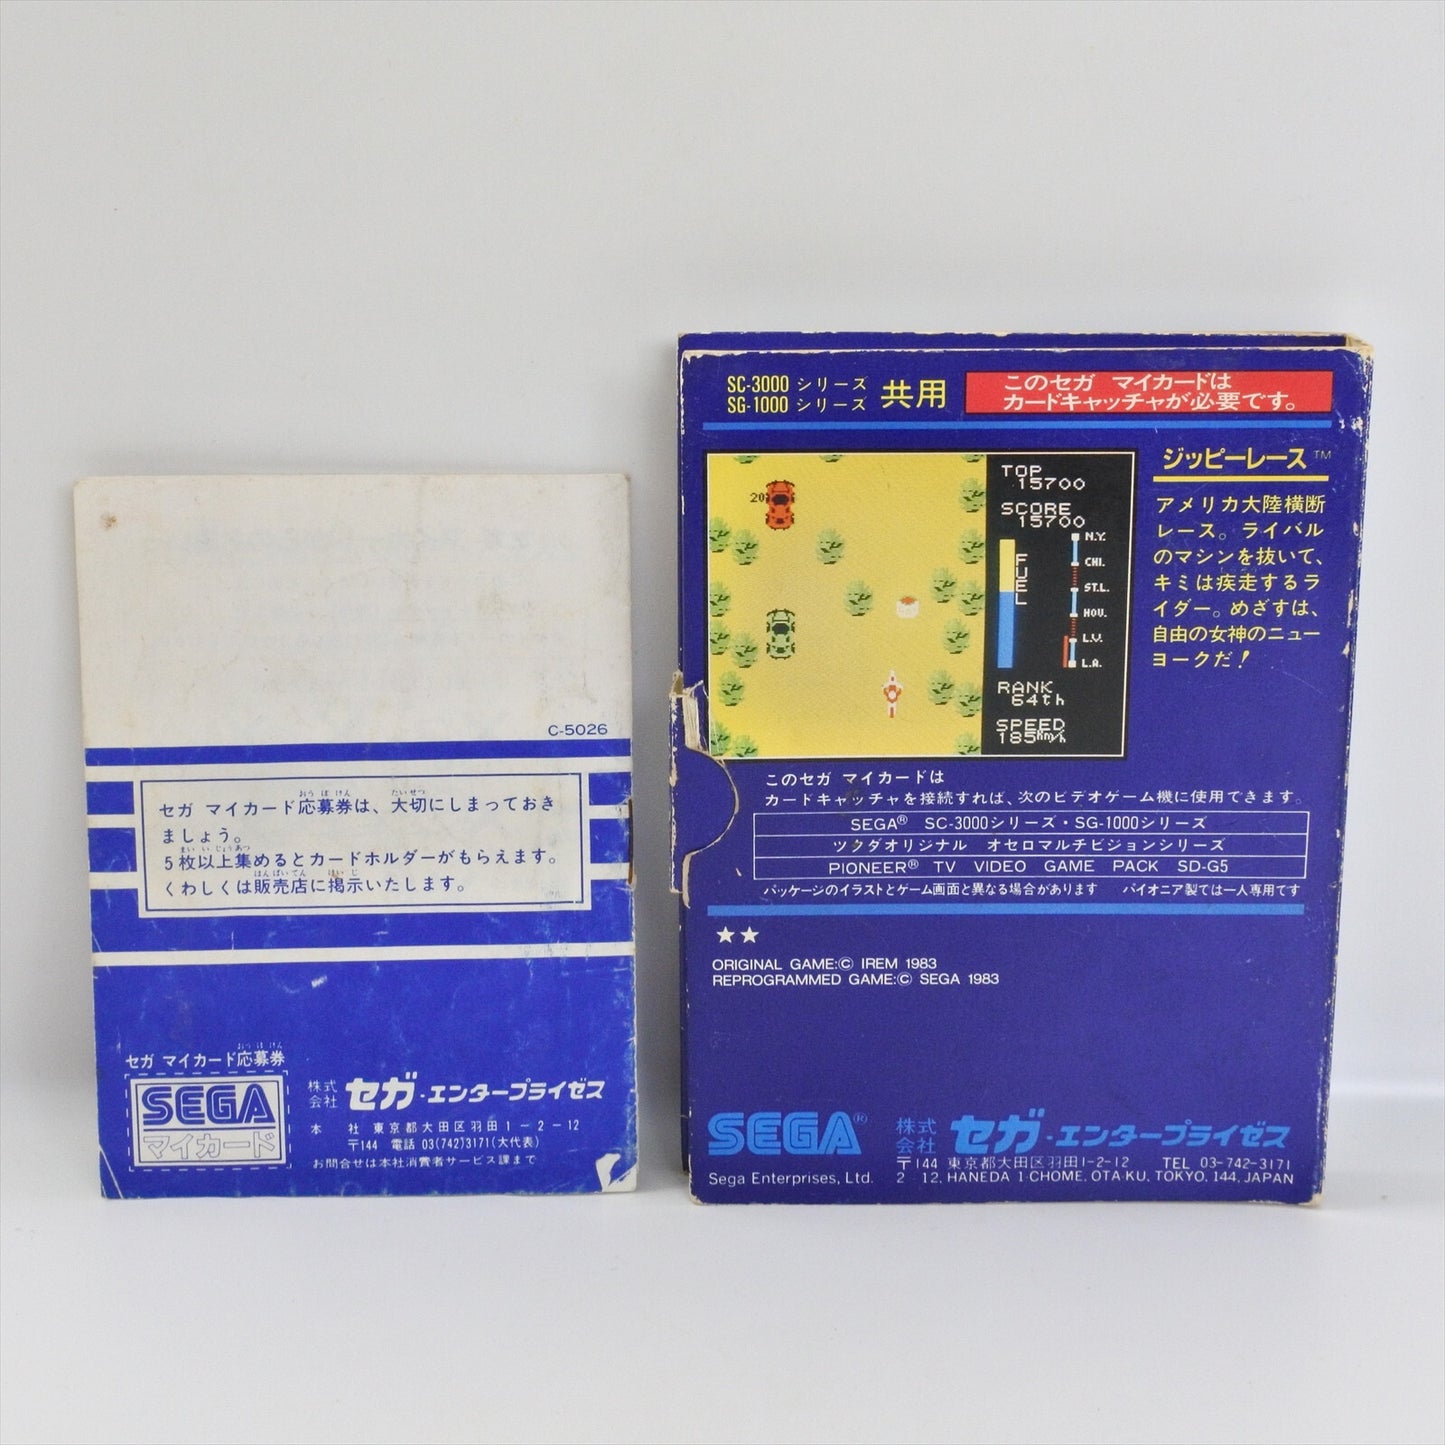 C-5026
セガ マイカード応募券は、大切にしまっておき
ましょう。
5枚以上集めるとカードホルダーがもらえます。
くわしくは販売店に掲示いたします。
セガ マイカード応募券
SEGA
マイカード
株式会社 セガ・エンタープライゼス
本 社 東京都大田区羽田1-2-12
〒144 電話 03(742)3171(大代表)
お問合せは本社消費者サービス課まで
SC-3000 シリーズ
SG-1000 シリーズ 共用
このセガ マイカードは
カードキャッチャが必要です。
ジッピーレース™
アメリカ大陸横断
レース。ライバル
のマシンを抜いて、
キミは疾走するラ
イダー。めざすは、
自由の女神のニュー
ヨークだ!
20
TOP
15700
SCORE
15700
FUEL
N.Y.
CHI.
ST.L.
HOU.
L.V.
L.A.
RANK
64th
SPEED
185km/h
このセガ マイカードは
カードキャッチャを接続すれば、次のビデオゲーム機に使用できます。
SEGA® SC-3000シリーズ・SG-1000シリーズ
ツクダオリジナル オセロマルチビジョンシリーズ
PIONEER® TV VIDEO GAME PACK SD-G5
パッケージのイラストとゲーム画面と異なる場合があります パイオニア製では一人専用です
★★
ORIGINAL GAME:© IREM 1983
REPROGRAMMED GAME:© SEGA 1983
SEGA®
Sega Enterprises, Ltd.
株式会社 セガ・エンタープライゼス
〒144 東京都大田区羽田1-2-12 TEL 03-742-3171
2 12, HANEDA 1-CHOME, OTA-KU, TOKYO, 144, JAPAN